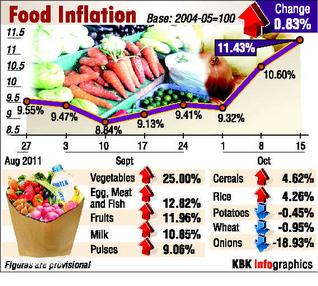 Food Inflation
Base: 2004-05=100
Change
0.83%
11.5
11
10.5
10
9.5
9
8.5
9.55%
9.47%
8.84%
9.13%
9.41%
9.32%
10.60%
11.43%
27 3 10 17 24 1 8 15
Aug 2011 Sept Oct
Vegetables 25.00%
Egg, Meat
and Fish 12.82%
Fruits 11.96%
Milk 10.85%
Pulses 9.06%
Cereals 4.62%
Rice 4.26%
Potatoes -0.45%
Wheat -0.95%
Onions -18.93%
Figures are provisional
KBK Infographics